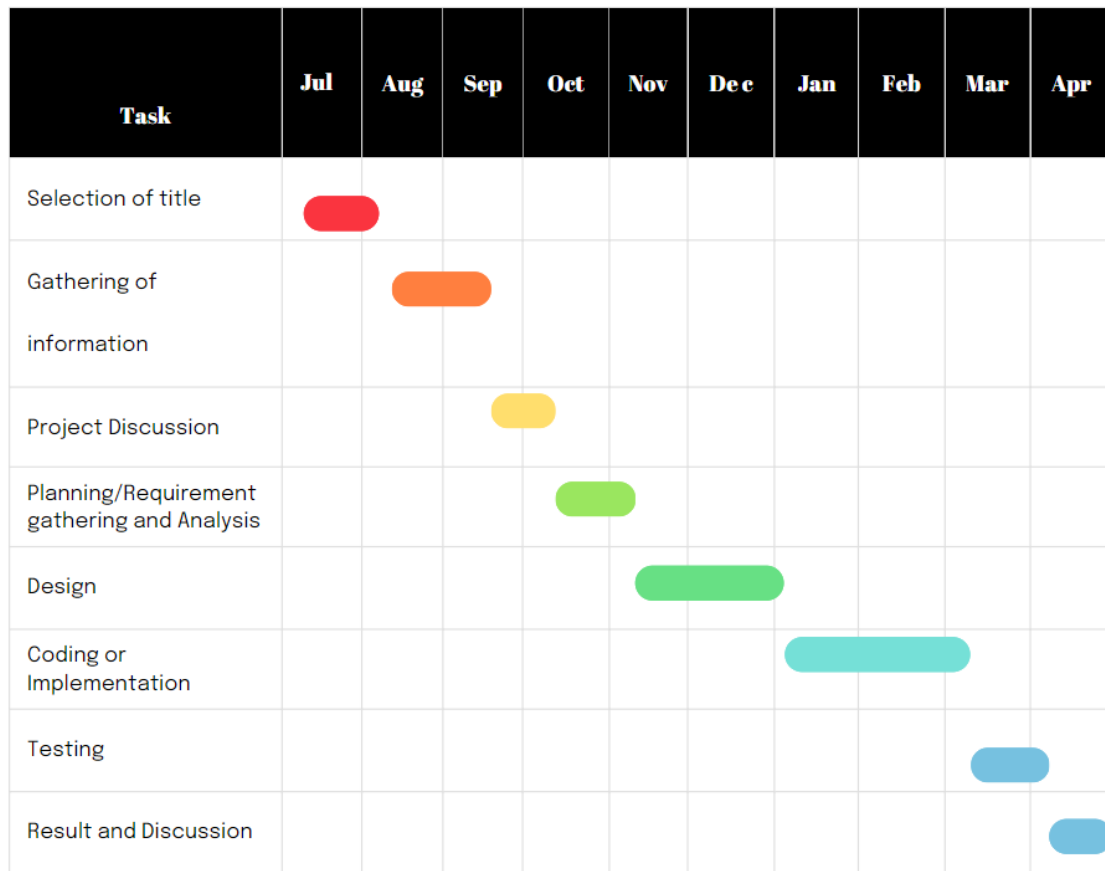 Task
Jul
Aug
Sep
Oct
Nov
Dec
Jan
Feb
Mar
Apr
Selection of title
Gathering of
information
Project Discussion
Planning/Requirement
gathering and Analysis
Design
Coding or
Implementation
Testing
Result and Discussion